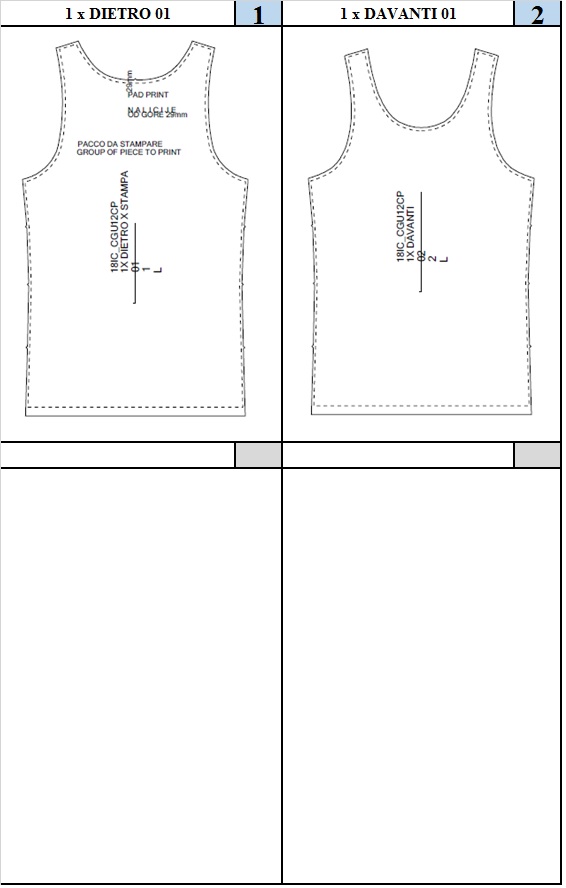 1 x DIETRO 01
1
1 x DAVANTI 01
2
29mm
PAD PRINT
NALICIJE
OD GORE 29mm
PACCO DA STAMPARE
GROUP OF PIECE TO PRINT
18IC_CGU12CP
1X DIETRO X STAMPA
01
1
L
18IC_CGU12CP
1X DAVANTI
02
2
L